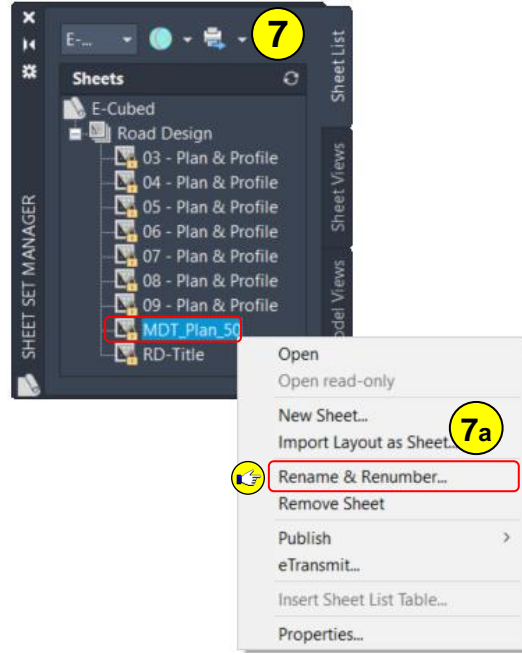 E-...
7
Sheets
E-Cubed
Road Design
03 - Plan & Profile
04 - Plan & Profile
05 - Plan & Profile
06 - Plan & Profile
07 - Plan & Profile
08 - Plan & Profile
09 - Plan & Profile
MDT_Plan_50
RD-Title
SHEET SET MANAGER
Sheet List
Sheet Views
Views
Open
Open read-only
New Sheet...
Import Layout as Sheet...
7a
Rename & Renumber...
Remove Sheet
Publish
eTransmit...
Insert Sheet List Table...
Properties...